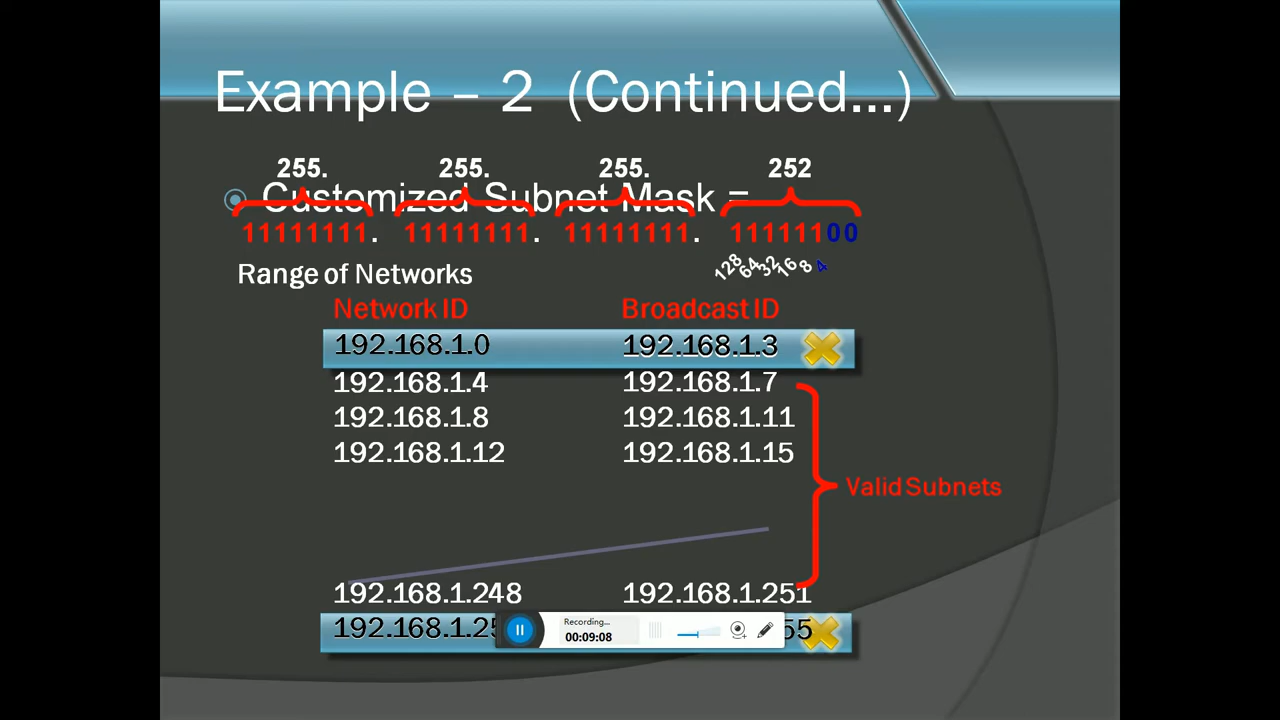 Example – 2 (Continued...)
255. 255. 255. 252
Customized Subnet Mask =
11111111. 11111111. 11111111. 11111100
128 64 32 16 8 4
Range of Networks
Network ID Broadcast ID
192.168.1.0 192.168.1.3
192.168.1.4 192.168.1.7
192.168.1.8 192.168.1.11
192.168.1.12 192.168.1.15
Valid Subnets
192.168.1.248 192.168.1.251
Recording...
00:09:08